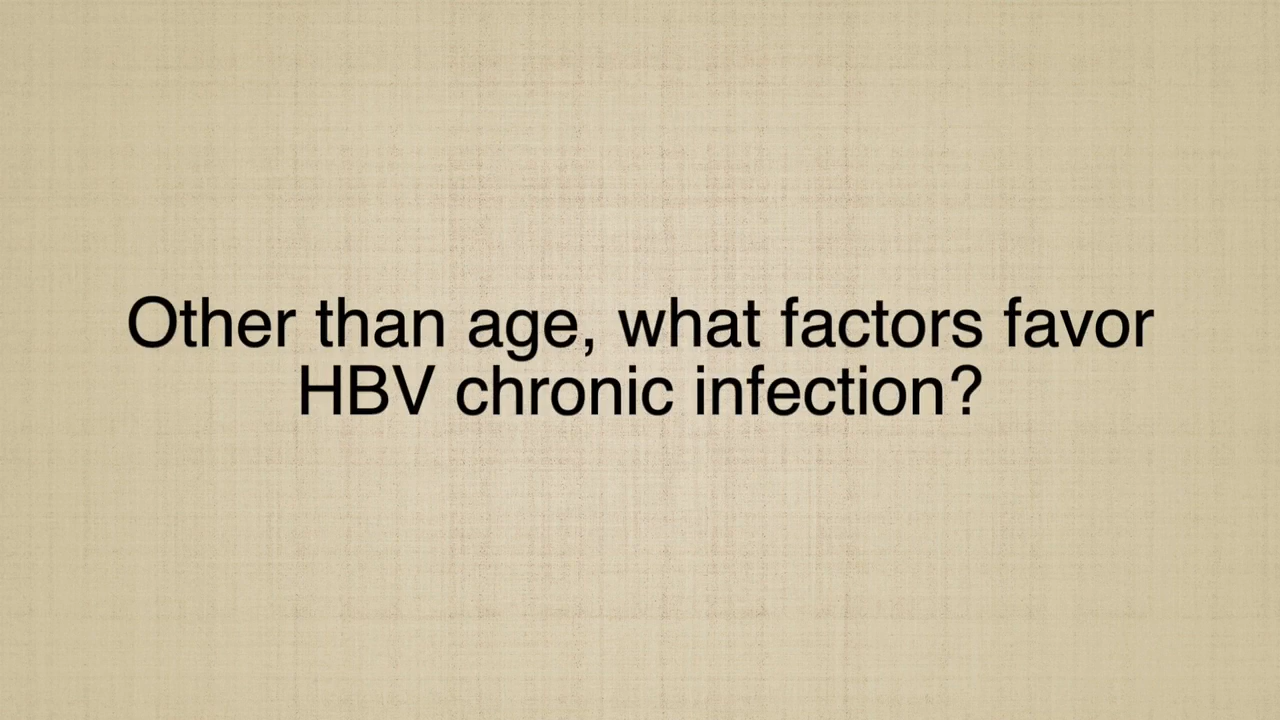 Other than age, what factors favor
HBV chronic infection?